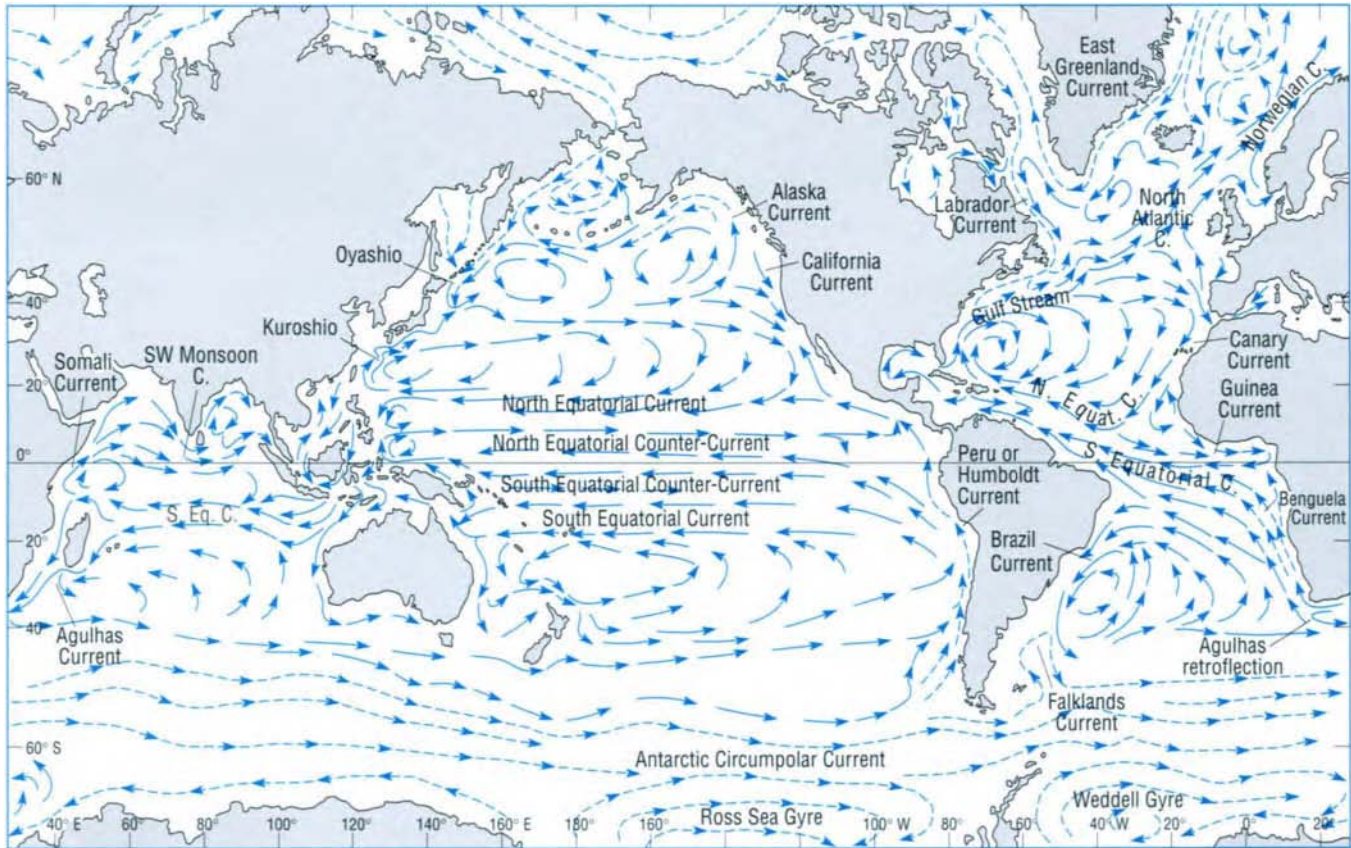 East
Greenland
Current
Norwegian C.
60° N
Alaska
Current
Labrador
Current
North
Atlantic
C.
Oyashio
California
Current
40°
Gulf Stream
Kuroshio
Canary
Current
Somali
Current
SW Monsoon
C.
20°
Guinea
Current
North Equatorial Current
N. Equat. C.
North Equatorial Counter-Current
0°
Peru or
Humboldt
Current
S. Equatorial C.
South Equatorial Counter-Current
Benguela
Current
S. Eq. C.
South Equatorial Current
20°
Brazil
Current
40°
Agulhas
Current
Agulhas
retroflection
Falklands
Current
60° S
Antarctic Circumpolar Current
Ross Sea Gyre
Weddell Gyre
40° E 60° 80° 100° 120° 140° 160° E 180° 160° 100° W 80° 60° 40° W 20° 0° 20°